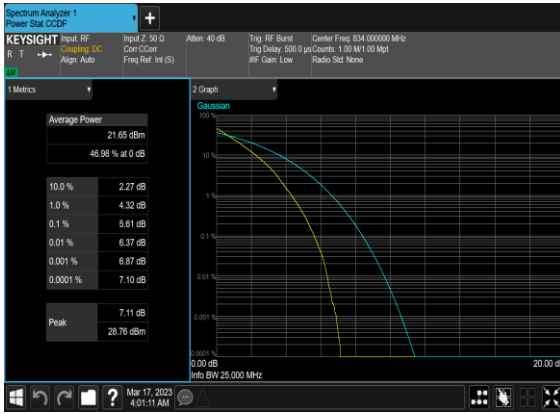 Spectrum Analyzer 1
Power Stat CCDF
KEYSIGHT
R T
Input: RF
Coupling: DC
Align: Auto
Input Z: 50 Ω
Corr CCorr
Freq Ref: Int (S)
Atten: 40 dB
Trig: RF Burst
Trig Delay: 500.0 µs
#IF Gain: Low
Center Freq: 834.000000 MHz
Counts: 1.00 M/1.00 Mpt
Radio Std: None
1 Metrics
Average Power
21.65 dBm
46.98 % at 0 dB
10.0 % 2.27 dB
1.0 % 4.32 dB
0.1 % 5.61 dB
0.01 % 6.37 dB
0.001 % 6.87 dB
0.0001 % 7.10 dB
Peak
7.11 dB
28.76 dBm
2 Graph
Gaussian
100 %
10 %
1 %
0.1 %
0.01 %
0.001 %
0.0001 %
0.00 dB
20.00 d
Info BW 25.000 MHz
?
Mar 17, 2023
4:01:11 AM